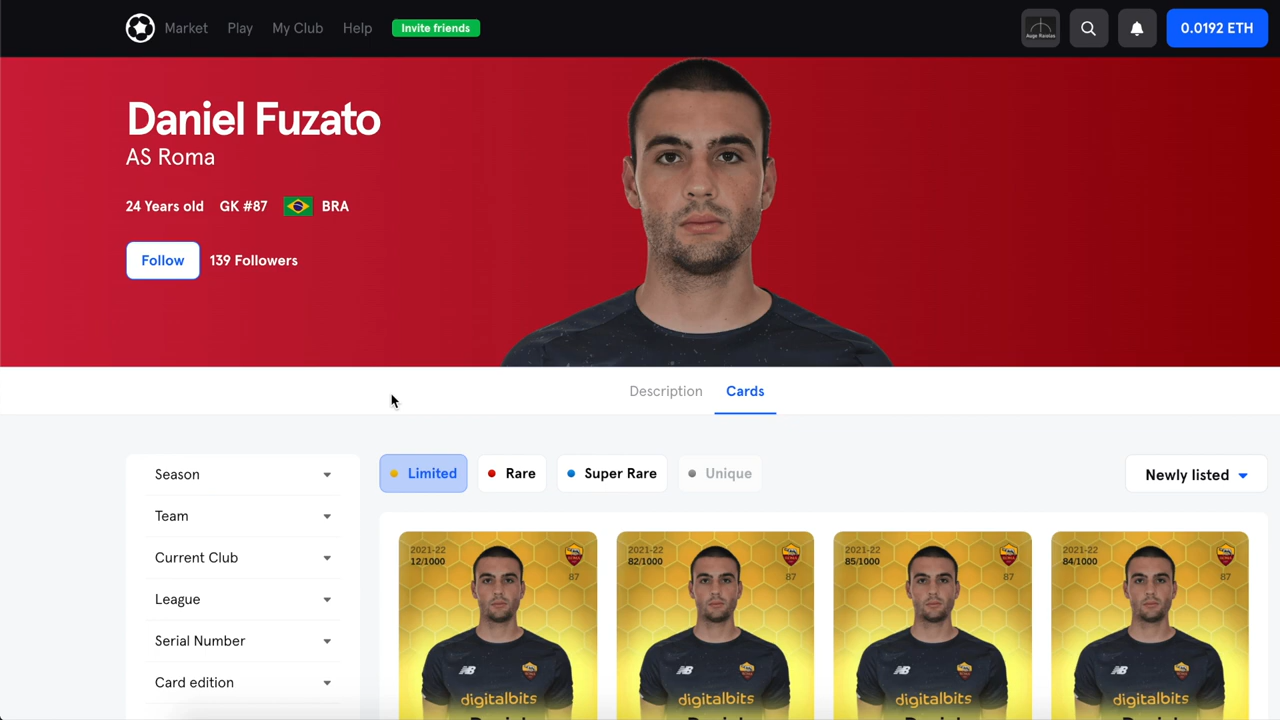 Market Play My Club Help Invite friends 0.0192 ETH
Daniel Fuzato
AS Roma
24 Years old GK #87 BRA
Follow 139 Followers
Description Cards
Season
Team
Current Club
League
Serial Number
Card edition
Limited Rare Super Rare Unique
Newly listed
2021-22
12/1000
87
digitalbits
2021-22
82/1000
87
digitalbits
2021-22
85/1000
87
digitalbits
2021-22
84/1000
87
digitalbits